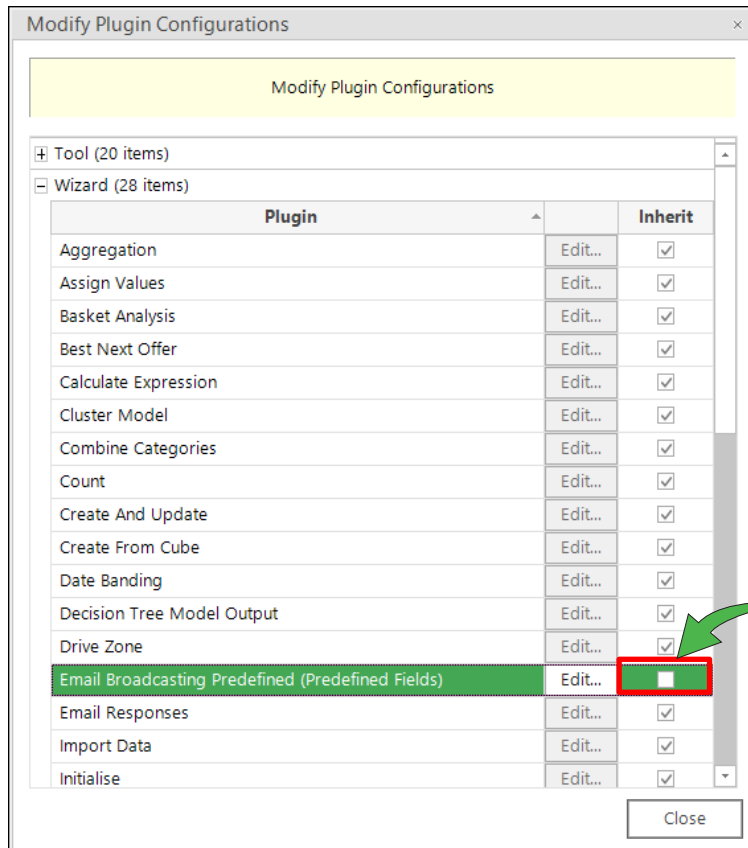 Modify Plugin Configurations
Modify Plugin Configurations
Tool (20 items)
Wizard (28 items)
Plugin Inherit
Aggregation Edit...
Assign Values Edit...
Basket Analysis Edit...
Best Next Offer Edit...
Calculate Expression Edit...
Cluster Model Edit...
Combine Categories Edit...
Count Edit...
Create And Update Edit...
Create From Cube Edit...
Date Banding Edit...
Decision Tree Model Output Edit...
Drive Zone Edit...
Email Broadcasting Predefined (Predefined Fields) Edit...
Email Responses Edit...
Import Data Edit...
Initialise Edit...
Close